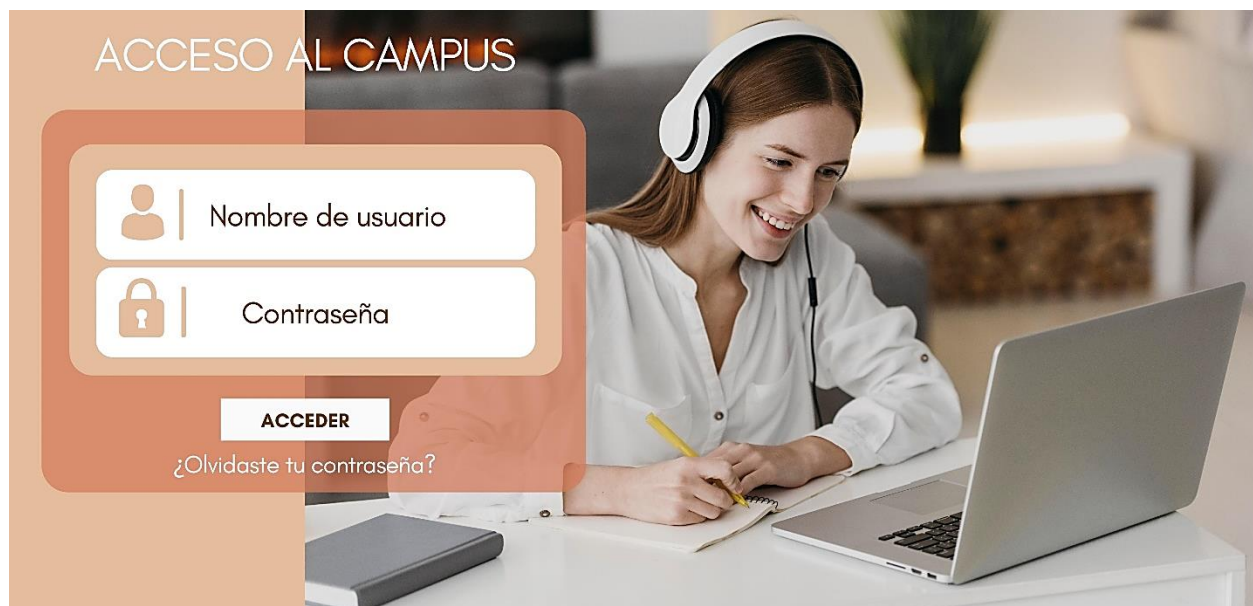 ACCESO AL CAMPUS
Nombre de usuario
Contraseña
ACCEDER
¿Olvidaste tu contraseña?